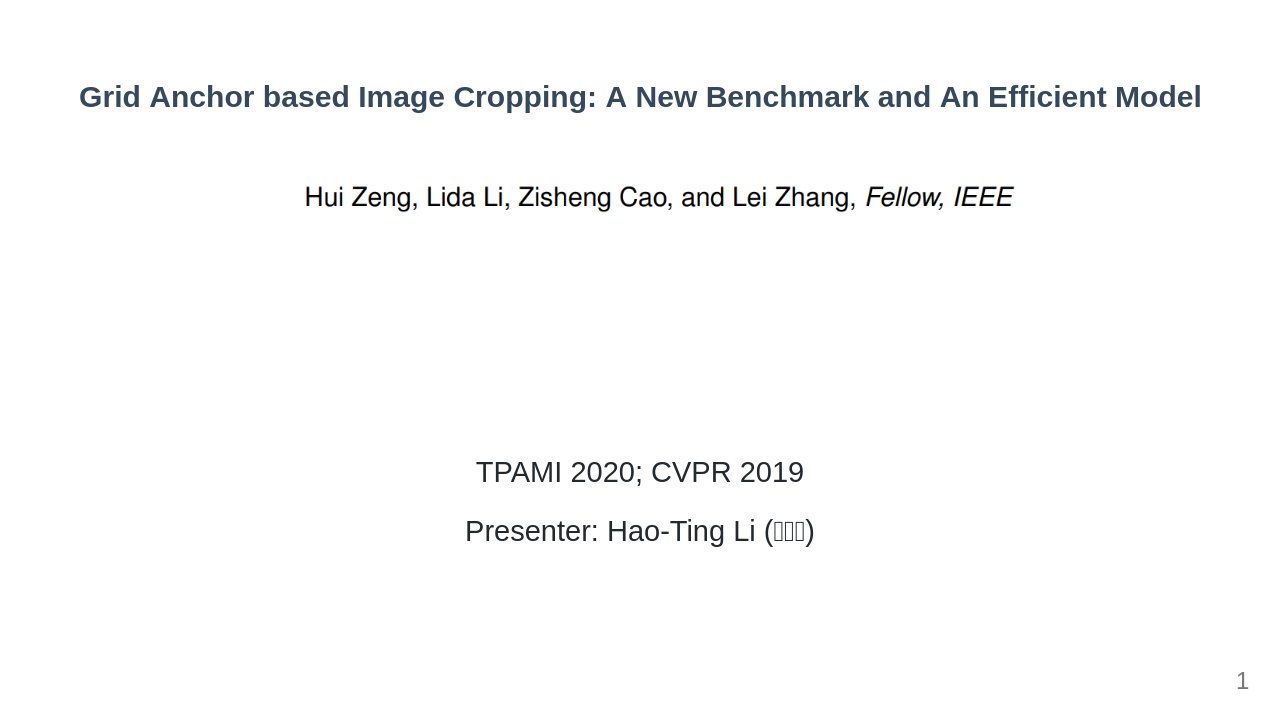 Grid Anchor based Image Cropping: A New Benchmark and An Efficient Model
Hui Zeng, Lida Li, Zisheng Cao, and Lei Zhang, Fellow, IEEE
TPAMI 2020; CVPR 2019
Presenter: Hao-Ting Li ()
1